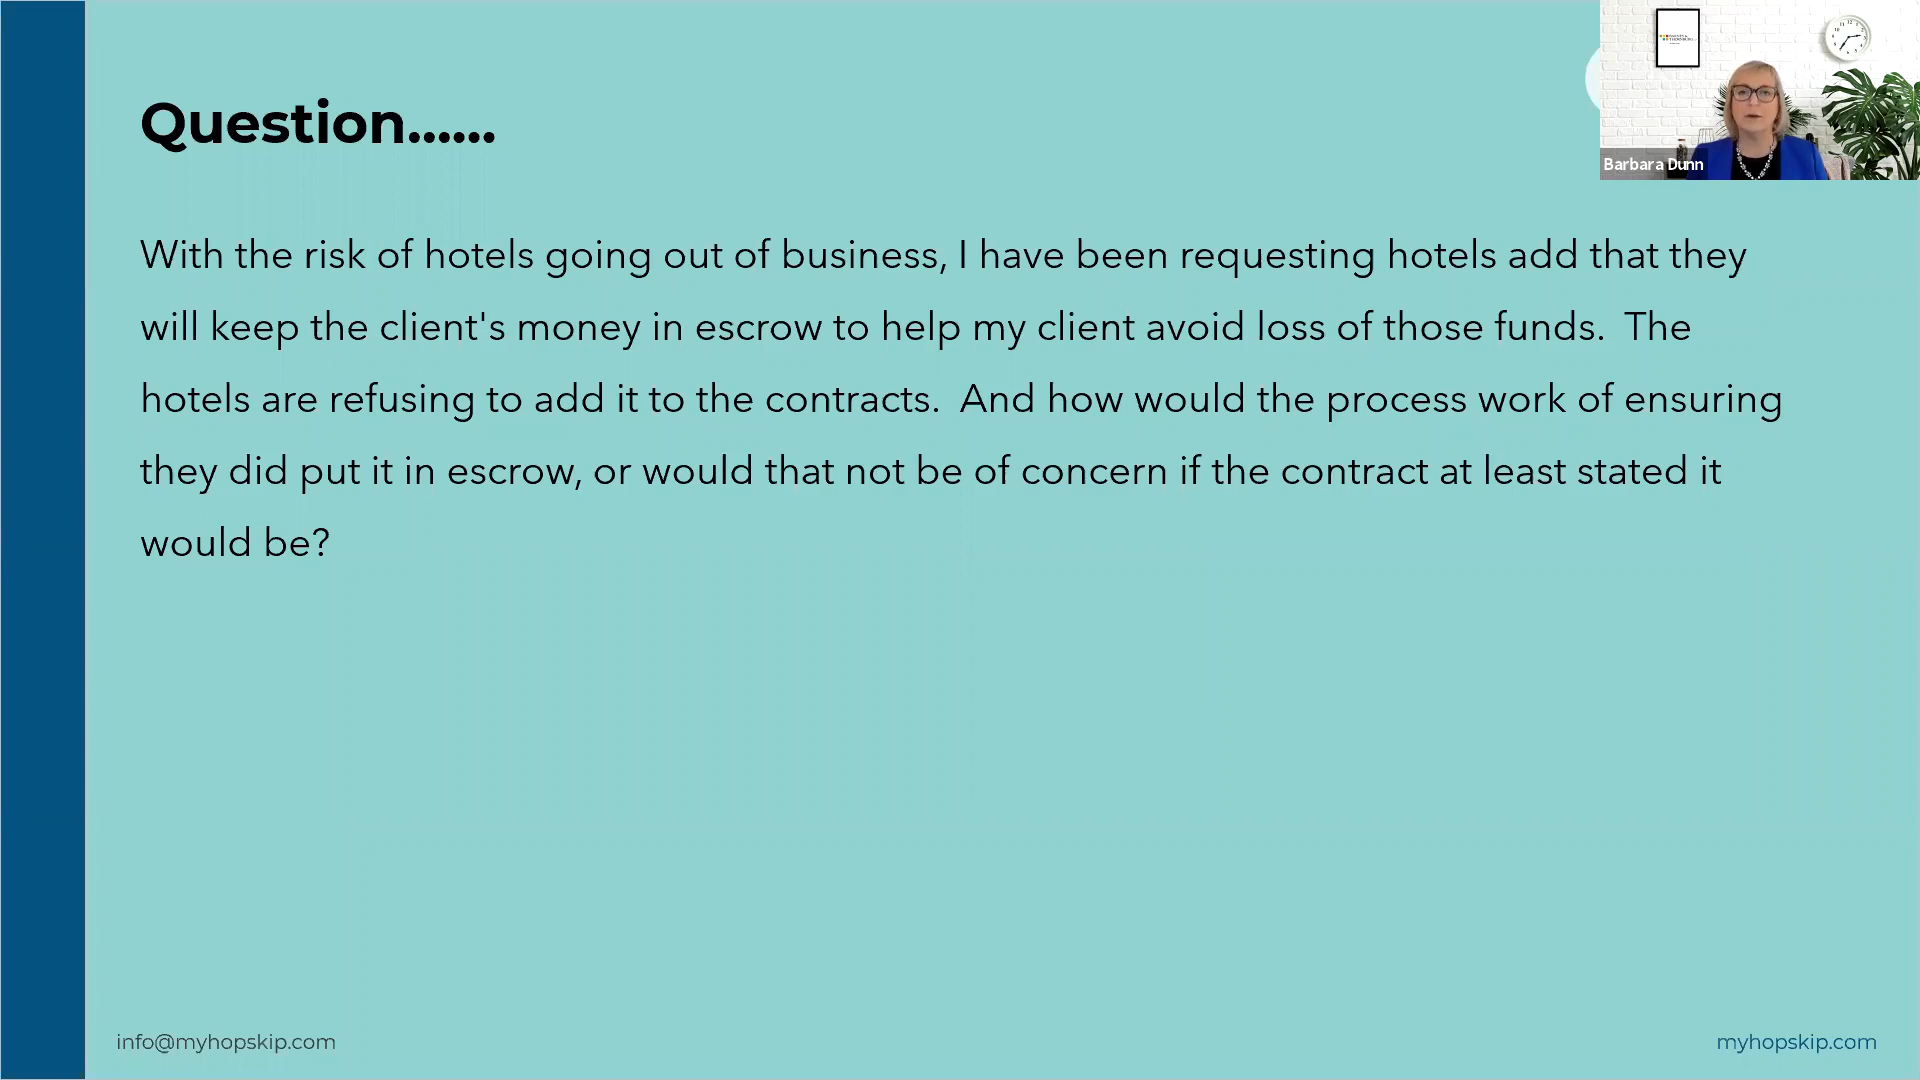 Question......
Barbara Dunn
With the risk of hotels going out of business, I have been requesting hotels add that they
will keep the client's money in escrow to help my client avoid loss of those funds.  The
hotels are refusing to add it to the contracts.  And how would the process work of ensuring
they did put it in escrow, or would that not be of concern if the contract at least stated it
would be?
info@myhopskip.com
myhopskip.com